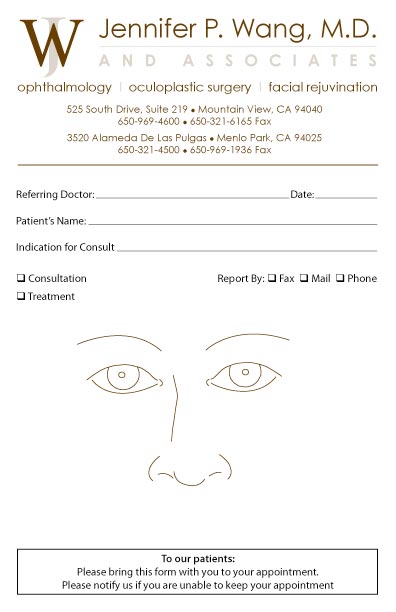 JW
Jennifer P. Wang, M.D.
AND ASSOCIATES
ophthalmology | oculoplastic surgery | facial rejuvination
525 South Drive, Suite 219 • Mountain View, CA 94040
650-969-4600 • 650-321-6165 Fax
3520 Alameda De Las Pulgas • Menlo Park, CA 94025
650-321-4500 • 650-969-1936 Fax
Referring Doctor: Date:
Patient's Name:
Indication for Consult
❑ Consultation Report By: ❑ Fax ❑ Mail ❑ Phone
❑ Treatment
To our patients:
Please bring this form with you to your appointment.
Please notify us if you are unable to keep your appointment